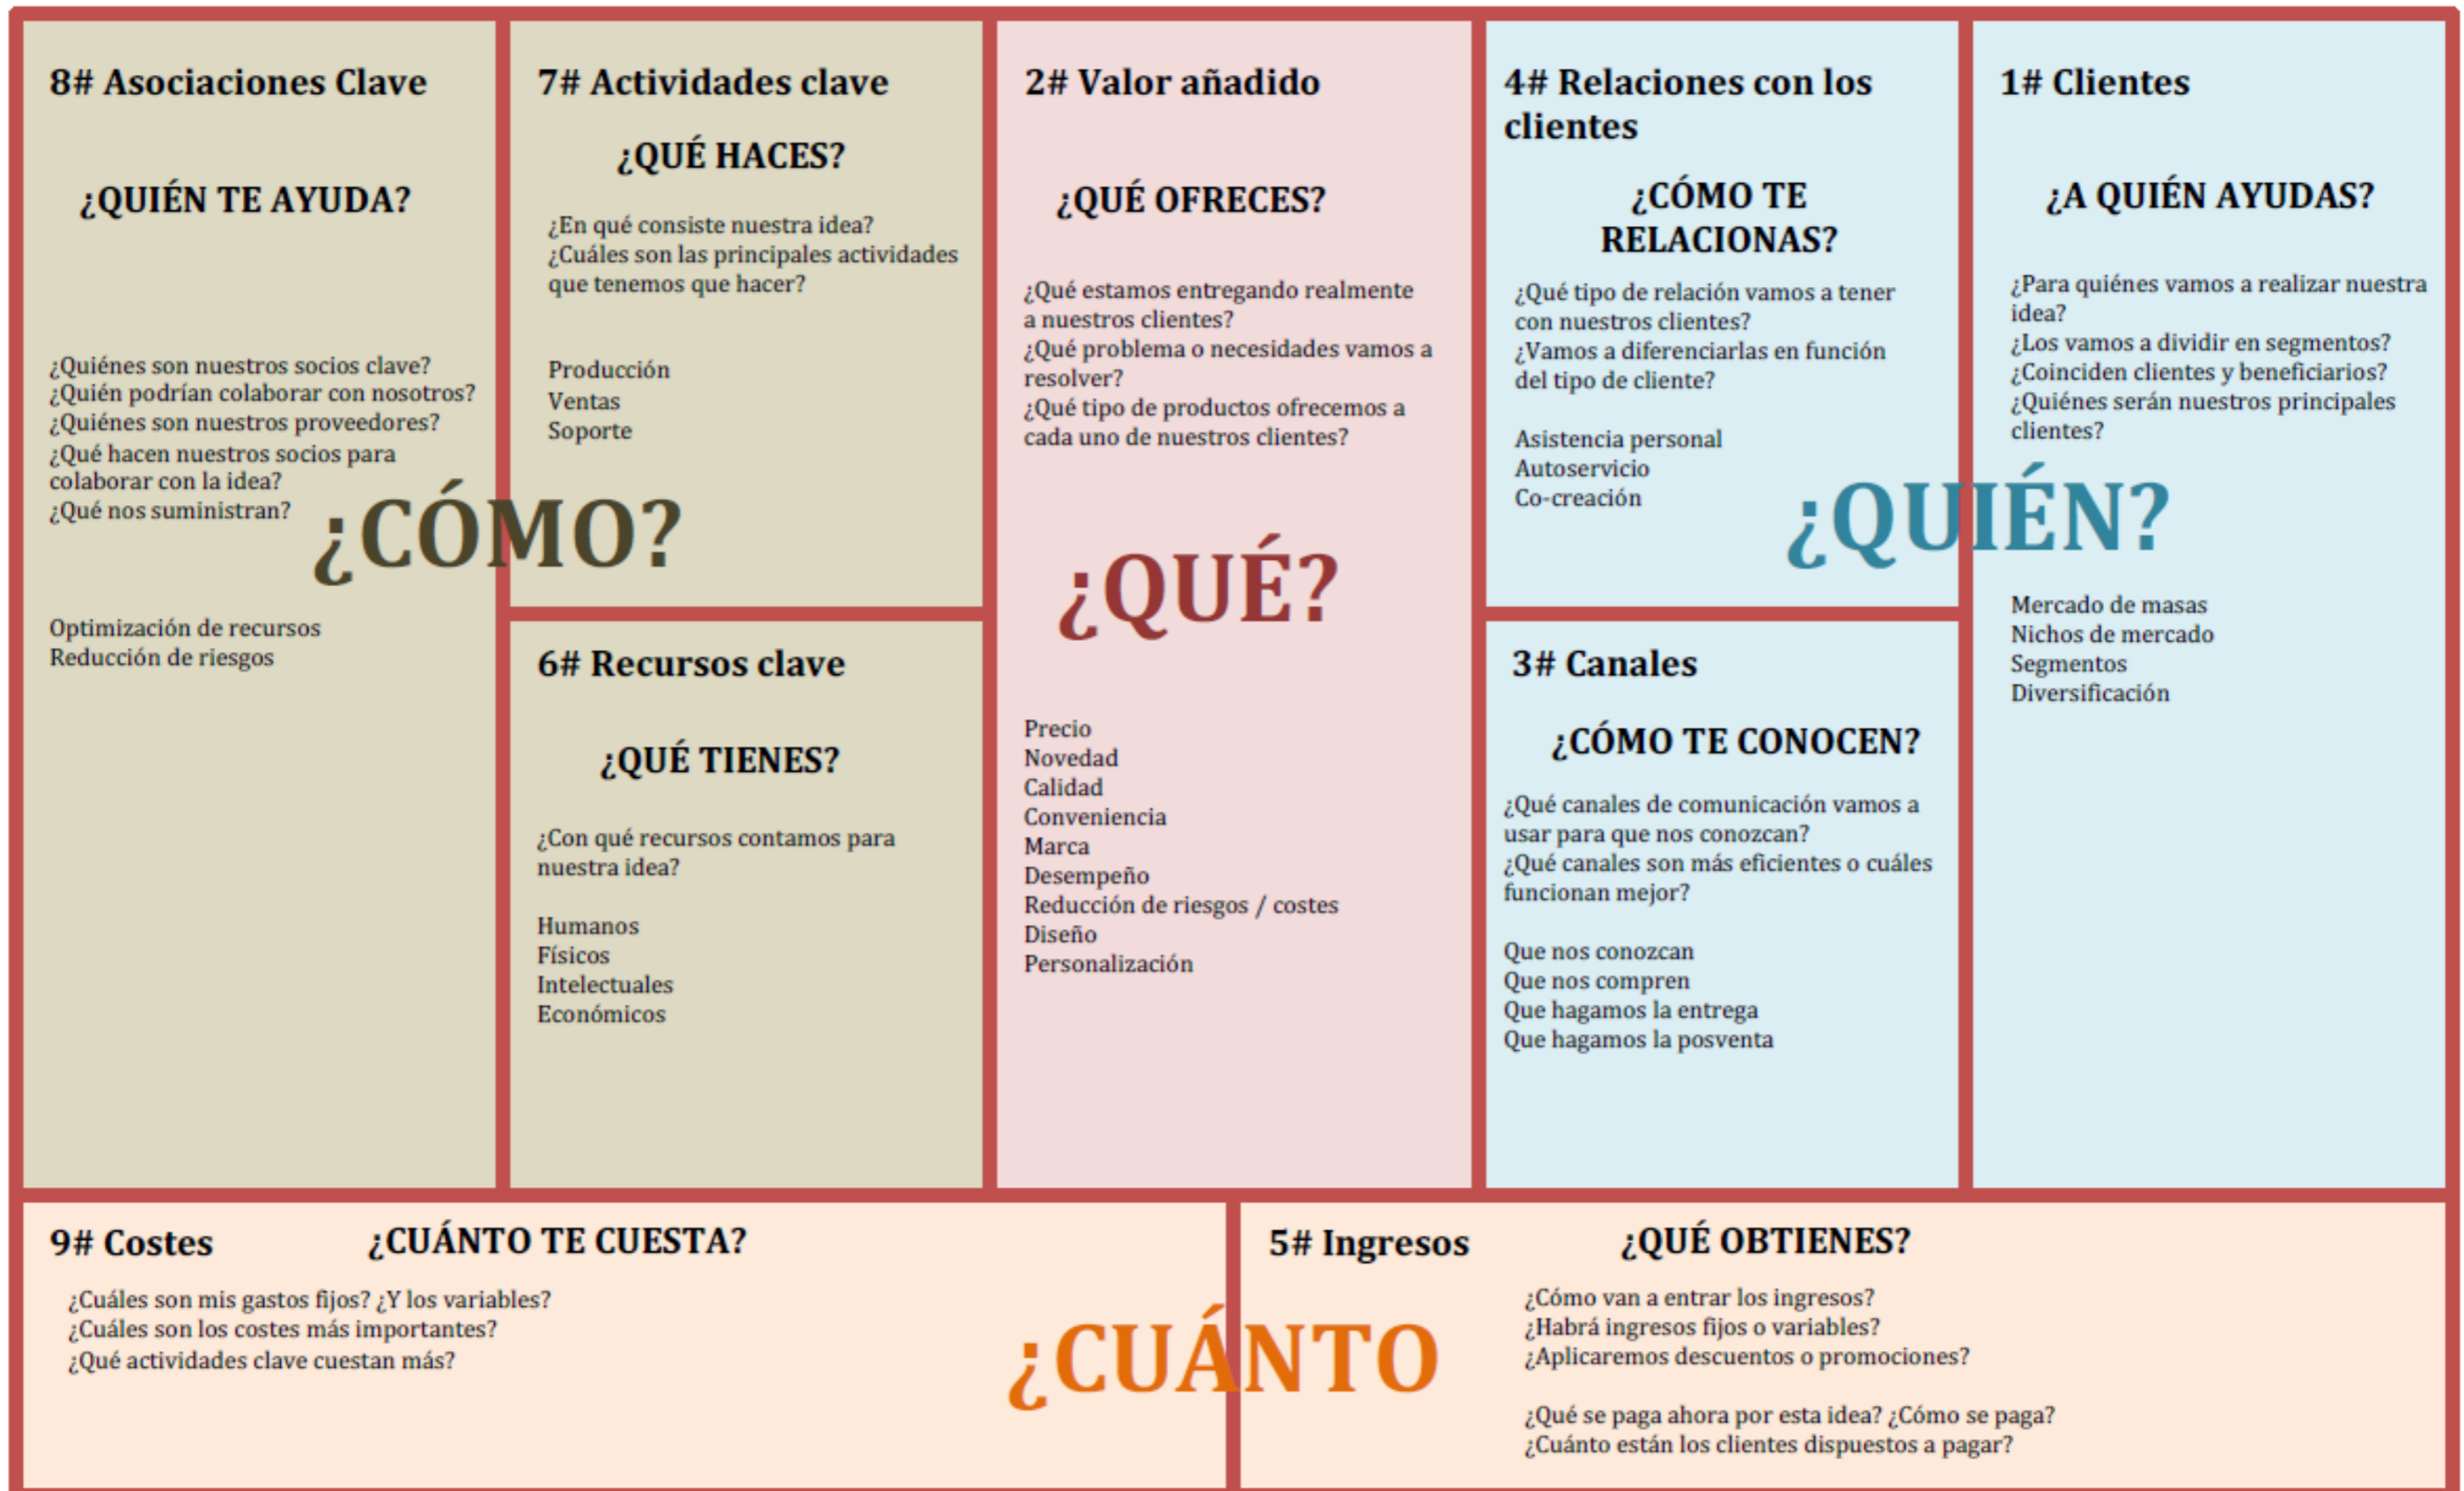 8# Asociaciones Clave
¿QUIÉN TE AYUDA?
¿Quiénes son nuestros socios clave?
¿Quién podrían colaborar con nosotros?
¿Quiénes son nuestros proveedores?
¿Qué hacen nuestros socios para
colaborar con la idea?
¿Qué nos suministran?
¿CÓMO?
Optimización de recursos
Reducción de riesgos
7# Actividades clave
¿QUÉ HACES?
¿En qué consiste nuestra idea?
¿Cuáles son las principales actividades
que tenemos que hacer?
Producción
Ventas
Soporte
6# Recursos clave
¿QUÉ TIENES?
¿Con qué recursos contamos para
nuestra idea?
Humanos
Físicos
Intelectuales
Económicos
2# Valor añadido
¿QUÉ OFRECES?
¿Qué estamos entregando realmente
a nuestros clientes?
¿Qué problema o necesidades vamos a
resolver?
¿Qué tipo de productos ofrecemos a
cada uno de nuestros clientes?
¿QUÉ?
Precio
Novedad
Calidad
Conveniencia
Marca
Desempeño
Reducción de riesgos / costes
Diseño
Personalización
4# Relaciones con los
clientes
¿CÓMO TE
RELACIONAS?
¿Qué tipo de relación vamos a tener
con nuestros clientes?
¿Vamos a diferenciarlas en función
del tipo de cliente?
Asistencia personal
Autoservicio
Co-creación
¿QUIÉN?
3# Canales
¿CÓMO TE CONOCEN?
¿Qué canales de comunicación vamos a
usar para que nos conozcan?
¿Qué canales son más eficientes o cuáles
funcionan mejor?
Que nos conozcan
Que nos compren
Que hagamos la entrega
Que hagamos la posventa
1# Clientes
¿A QUIÉN AYUDAS?
¿Para quiénes vamos a realizar nuestra
idea?
¿Los vamos a dividir en segmentos?
¿Coinciden clientes y beneficiarios?
¿Quiénes serán nuestros principales
clientes?
Mercado de masas
Nichos de mercado
Segmentos
Diversificación
9# Costes
¿CUÁNTO TE CUESTA?
¿Cuáles son mis gastos fijos? ¿Y los variables?
¿Cuáles son los costes más importantes?
¿Qué actividades clave cuestan más?
¿CUÁNTO
5# Ingresos
¿QUÉ OBTIENES?
¿Cómo van a entrar los ingresos?
¿Habrá ingresos fijos o variables?
¿Aplicaremos descuentos o promociones?
¿Qué se paga ahora por esta idea? ¿Cómo se paga?
¿Cuánto están los clientes dispuestos a pagar?